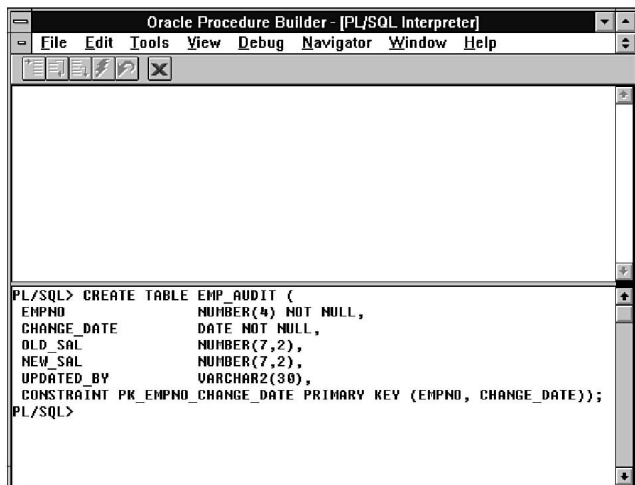 Oracle Procedure Builder - [PL/SQL Interpreter]
File Edit Tools View Debug Navigator Window Help
PL/SQL> CREATE TABLE EMP_AUDIT (
EMPNO NUMBER(4) NOT NULL,
CHANGE_DATE DATE NOT NULL,
OLD_SAL NUMBER(7,2),
NEW_SAL NUMBER(7,2),
UPDATED_BY VARCHAR2(30),
CONSTRAINT PK_EMPNO_CHANGE_DATE PRIMARY KEY (EMPNO, CHANGE_DATE));
PL/SQL>